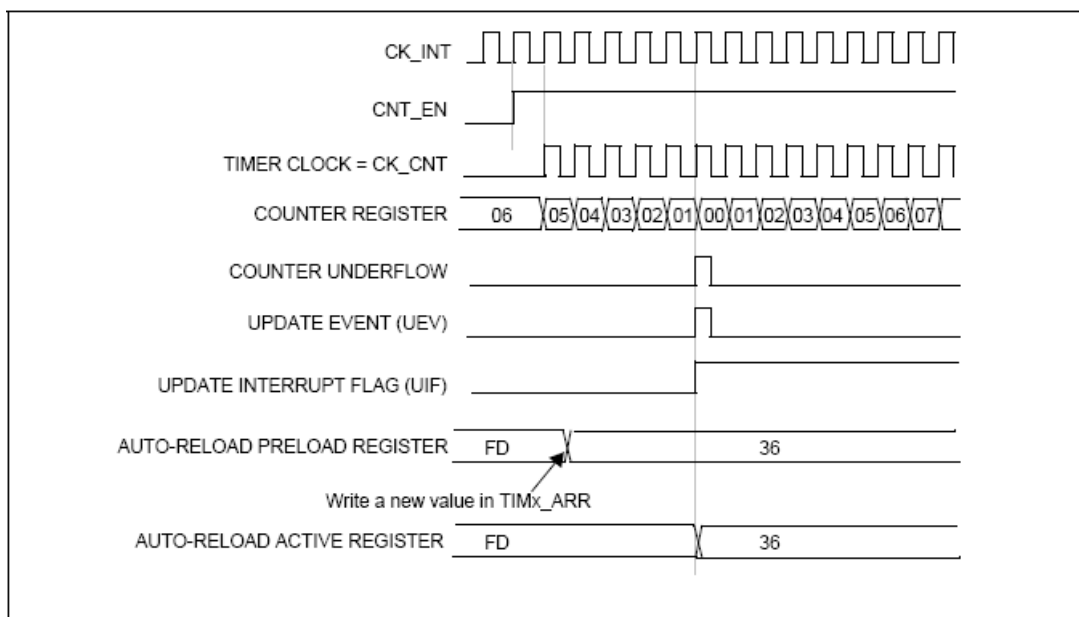 CK_INT
CNT_EN
TIMER CLOCK = CK_CNT
COUNTER REGISTER 06 05 04 03 02 01 00 01 02 03 04 05 06 07
COUNTER UNDERFLOW
UPDATE EVENT (UEV)
UPDATE INTERRUPT FLAG (UIF)
AUTO-RELOAD PRELOAD REGISTER FD 36
Write a new value in TIMx_ARR
AUTO-RELOAD ACTIVE REGISTER FD 36